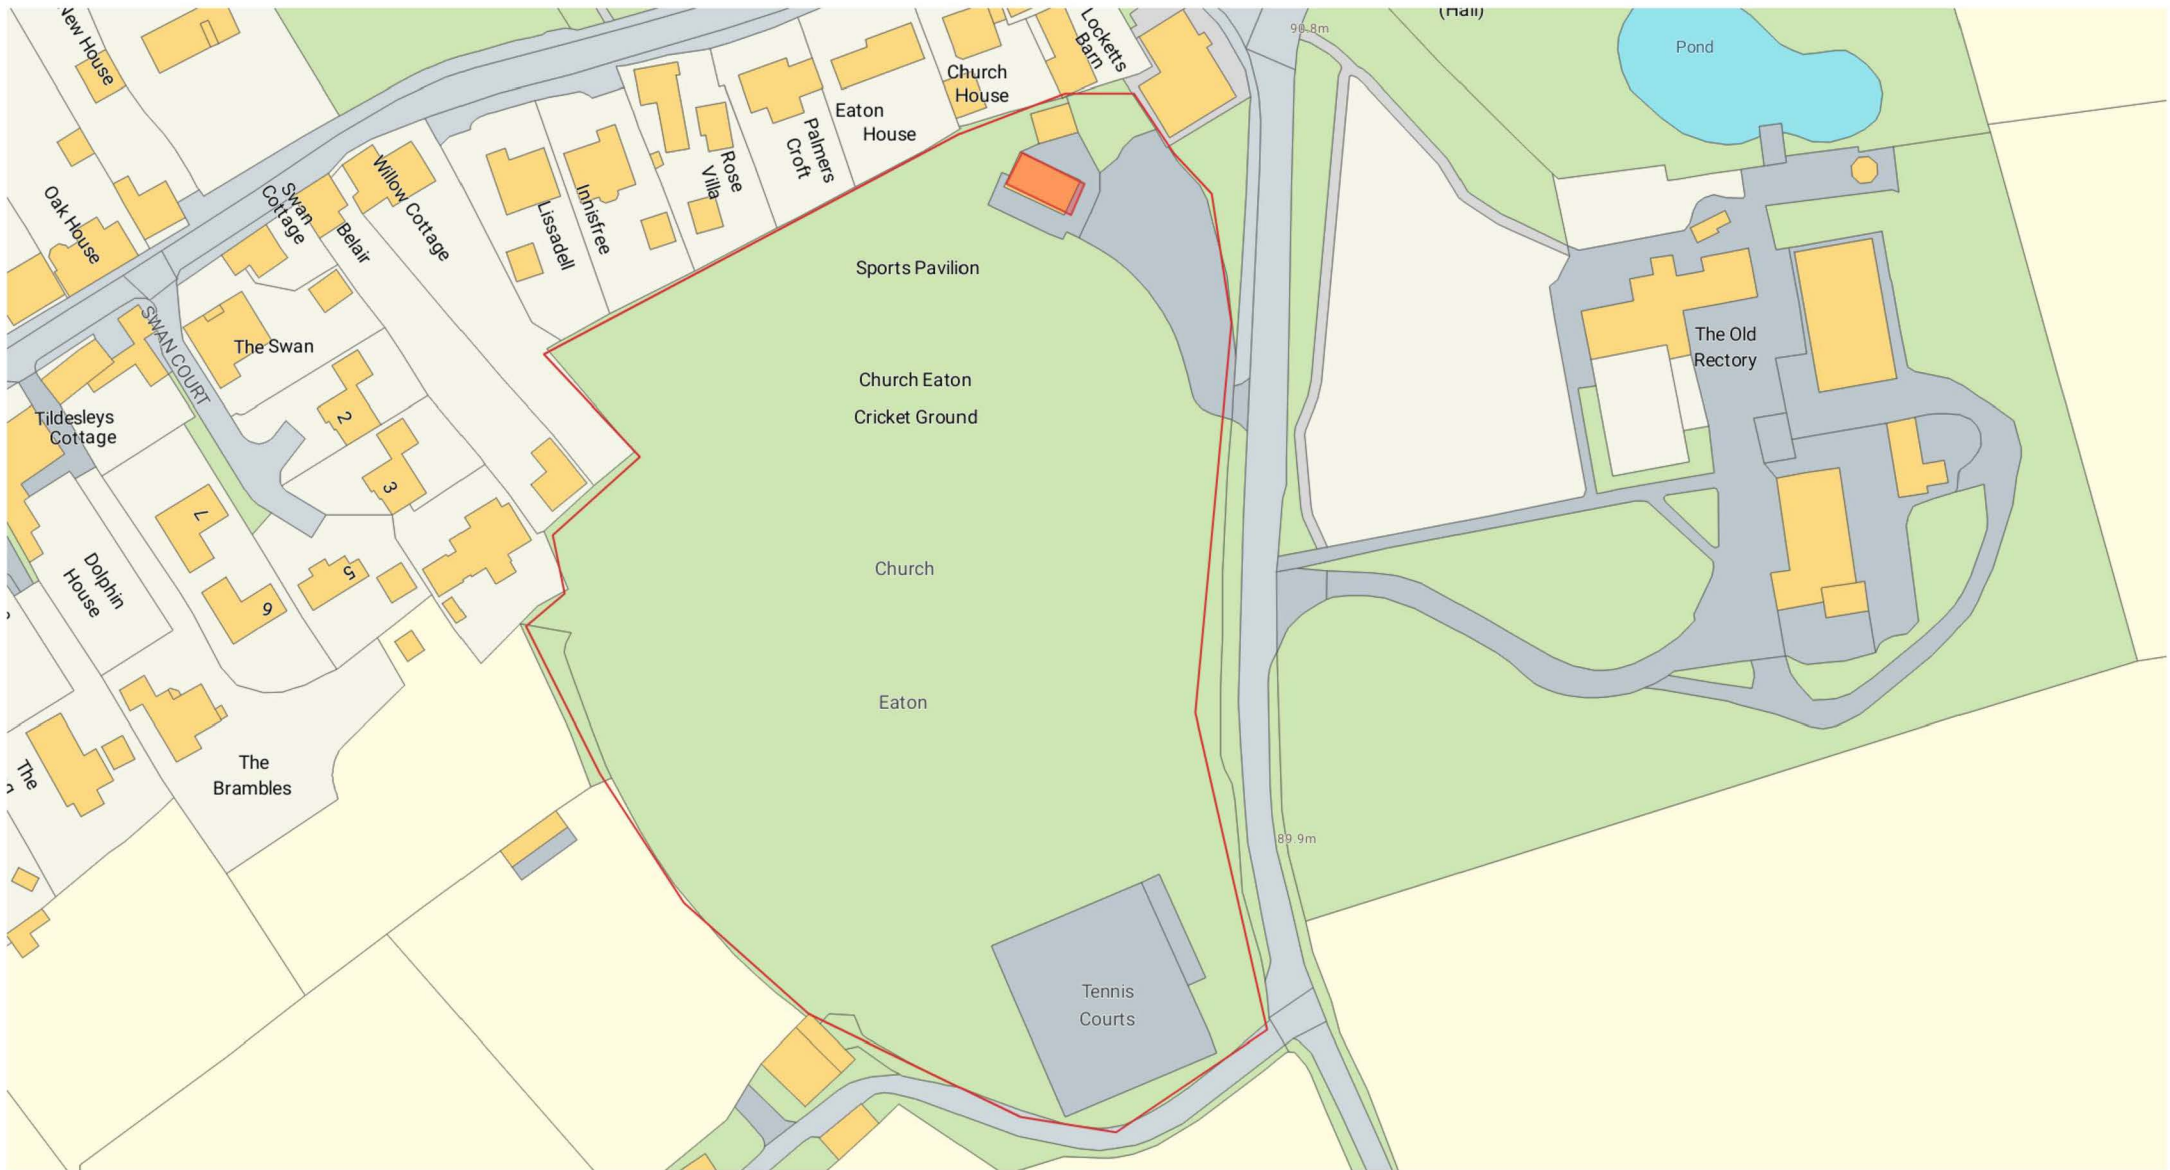 New House
(Hall)
90.8m
Locketts
Barn
Pond
Church
House
Eaton
House
Palmers
Croft
Rose
Villa
Willow Cottage
Swan
Cottage
Oak House
Belair
Innisfree
Lissadell
Sports Pavilion
SWAN COURT
The Swan
The Old
Rectory
Church Eaton
Cricket Ground
Tildesleys
Cottage
2
3
7
Dolphin
House
5
6
Church
Eaton
The
Brambles
The
89.9m
Tennis
Courts